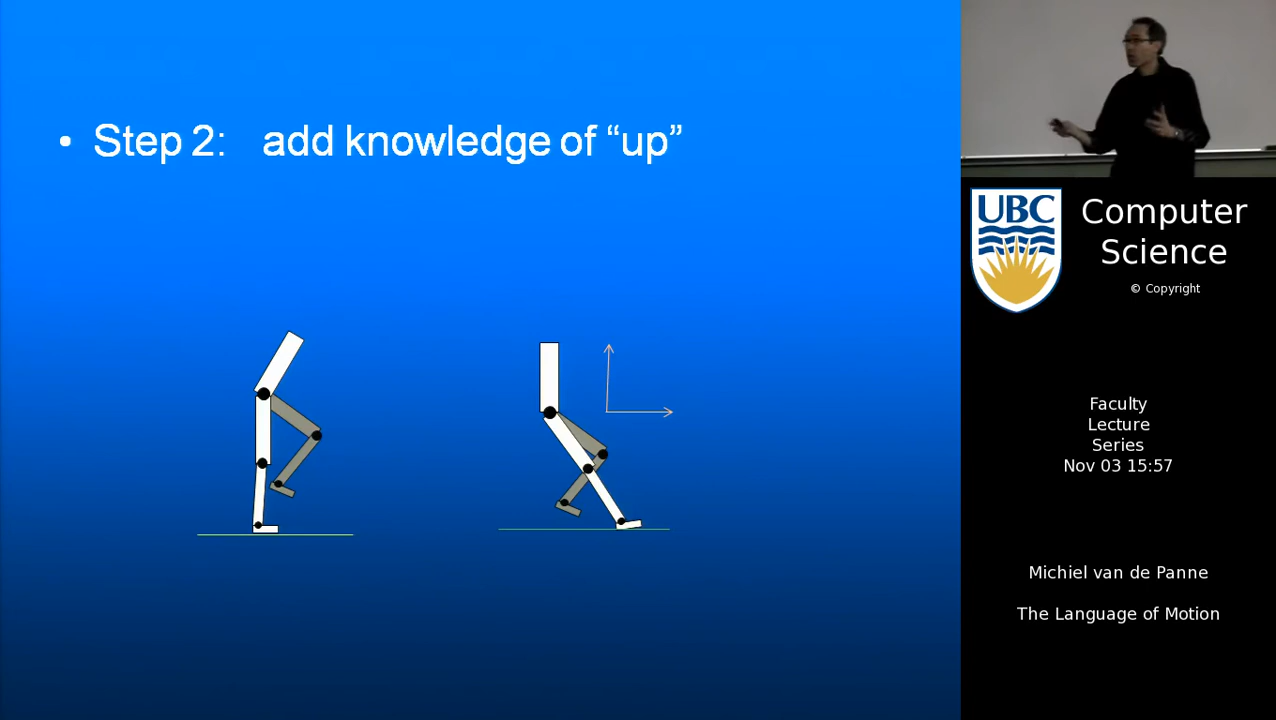 • Step 2: add knowledge of “up”
UBC
Computer
Science
© Copyright
Faculty
Lecture
Series
Nov 03 15:57
Michiel van de Panne
The Language of Motion